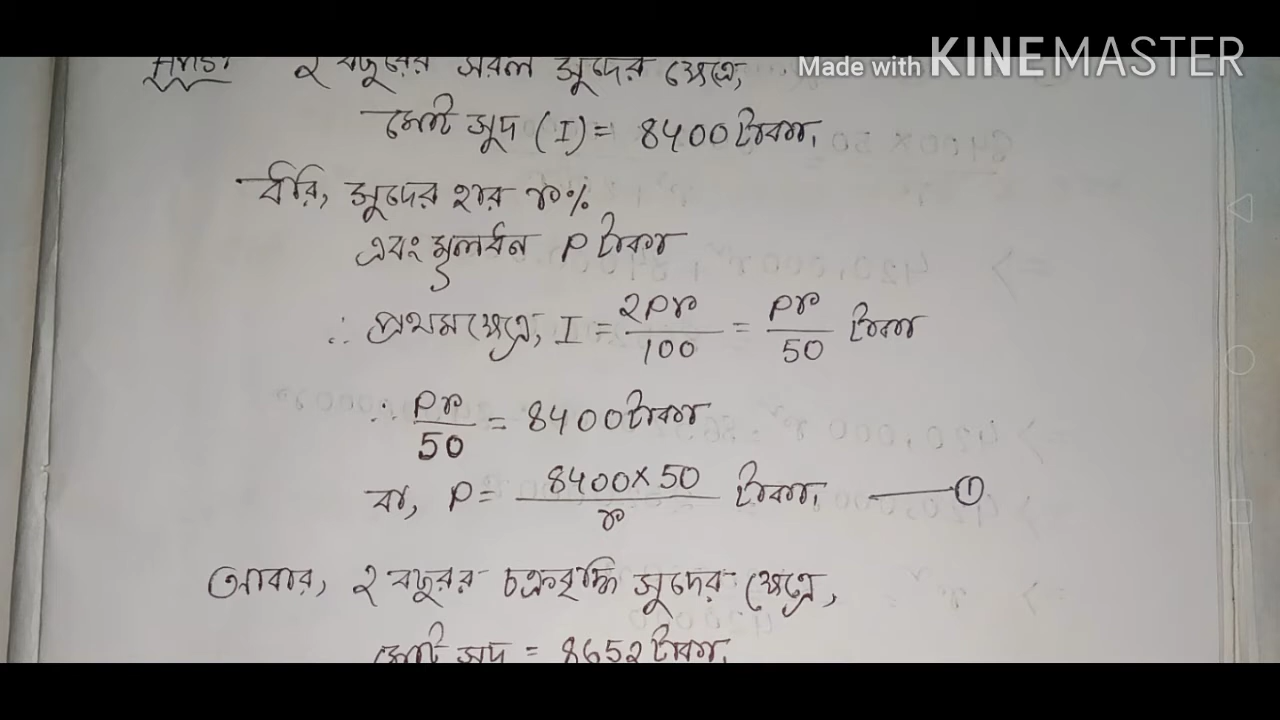 Made with KINEMASTER
২ বছরের সরল সুদের ক্ষেত্রে,
মোট সুদ (I) = 8400 টাকা,
ধরি, সুদের হার r%
এবং মূলধন P টাকা
∴ প্রথমক্ষেত্রে, I = 2Pr/100 = Pr/50 টাকা
∴ Pr/50 = 8400 টাকা
বা, P = 8400×50/r টাকা, —— ①
আবার, ২ বছরর চক্রবৃদ্ধি সুদের ক্ষেত্রে,
মোট সুদ = 8652 টাকা,